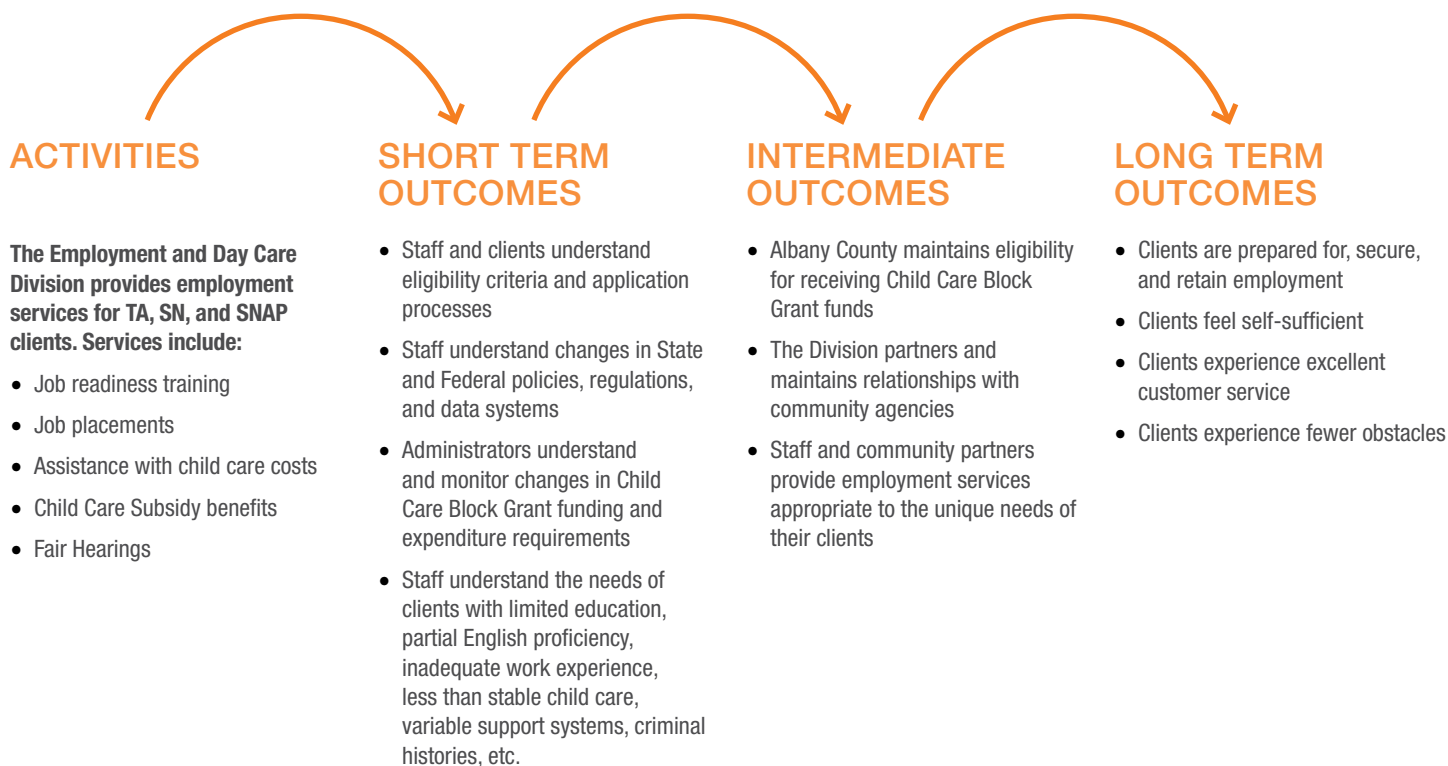 ACTIVITIES
The Employment and Day Care
Division provides employment
services for TA, SN, and SNAP
clients. Services include:
• Job readiness training
• Job placements
• Assistance with child care costs
• Child Care Subsidy benefits
• Fair Hearings
SHORT TERM
OUTCOMES
• Staff and clients understand
eligibility criteria and application
processes
• Staff understand changes in State
and Federal policies, regulations,
and data systems
• Administrators understand
and monitor changes in Child
Care Block Grant funding and
expenditure requirements
• Staff understand the needs of
clients with limited education,
partial English proficiency,
inadequate work experience,
less than stable child care,
variable support systems, criminal
histories, etc.
INTERMEDIATE
OUTCOMES
• Albany County maintains eligibility
for receiving Child Care Block
Grant funds
• The Division partners and
maintains relationships with
community agencies
• Staff and community partners
provide employment services
appropriate to the unique needs of
their clients
LONG TERM
OUTCOMES
• Clients are prepared for, secure,
and retain employment
• Clients feel self-sufficient
• Clients experience excellent
customer service
• Clients experience fewer obstacles